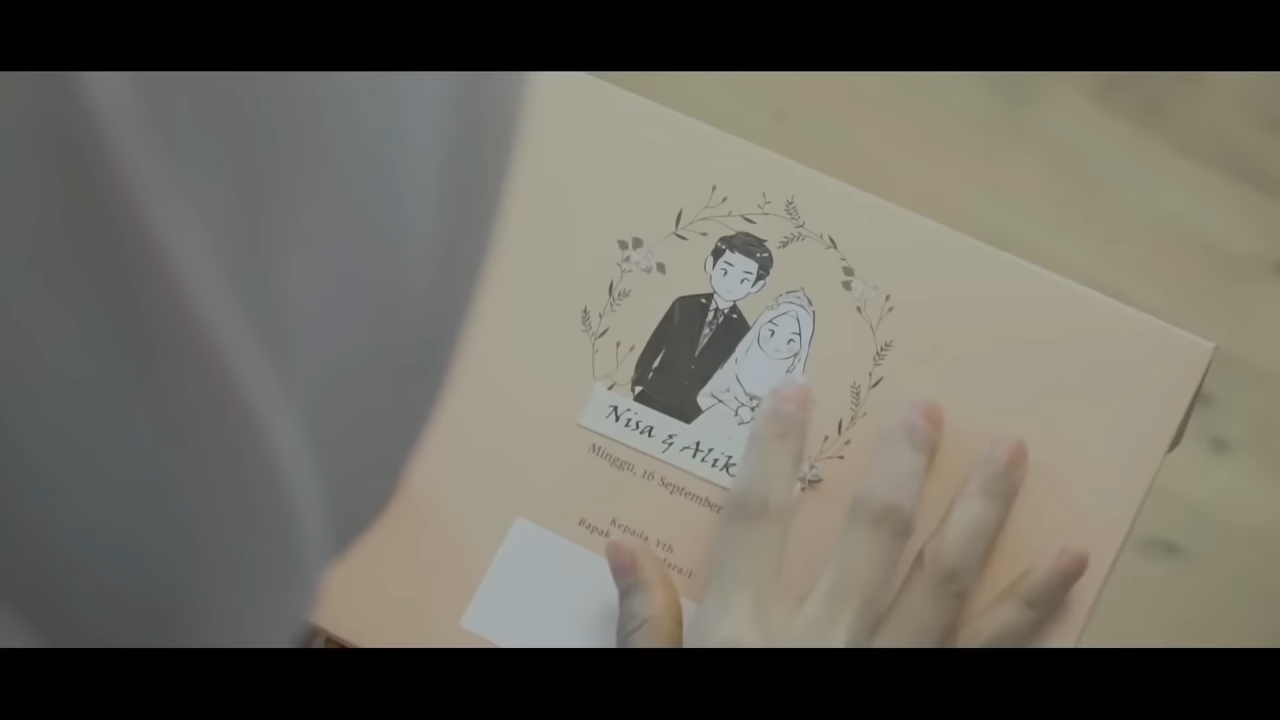 Nisa & Alik
Minggu, 16 September
Kepada, Yth.
Bapak